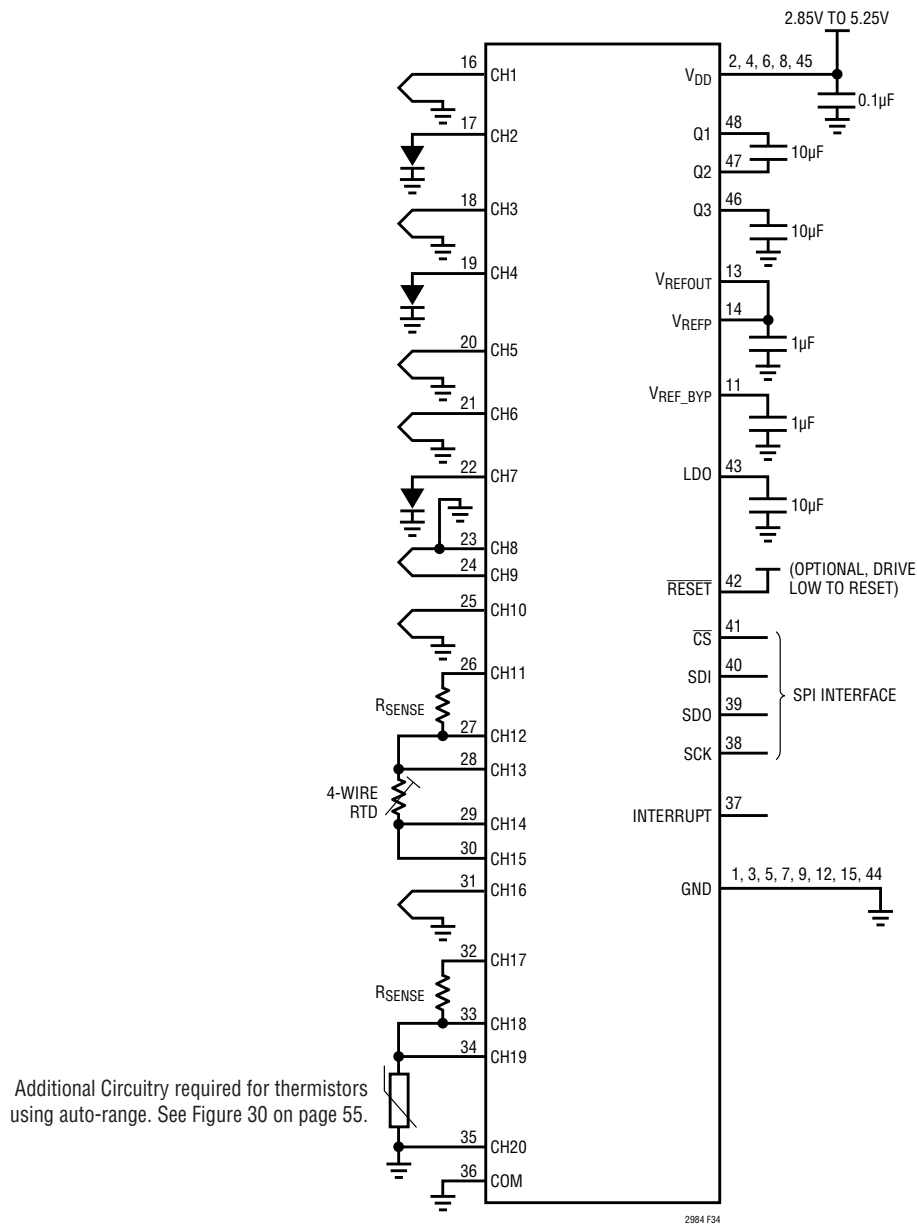 2.85V TO 5.25V
16 CH1
17 CH2
18 CH3
19 CH4
20 CH5
21 CH6
22 CH7
23 CH8
24 CH9
25 CH10
26 CH11
RSENSE
27 CH12
28 CH13
4-WIRE
RTD
29 CH14
30 CH15
31 CH16
32 CH17
RSENSE
33 CH18
34 CH19
Additional Circuitry required for thermistors
using auto-range. See Figure 30 on page 55.
35 CH20
36 COM
VDD 2, 4, 6, 8, 45
0.1µF
Q1 48
10µF
Q2 47
Q3 46
10µF
VREFOUT 13
VREFP 14
1µF
VREF_BYP 11
1µF
LDO 43
10µF
RESET 42
(OPTIONAL, DRIVE
LOW TO RESET)
CS 41
SDI 40
SPI INTERFACE
SDO 39
SCK 38
INTERRUPT 37
GND 1, 3, 5, 7, 9, 12, 15, 44
2984 F34